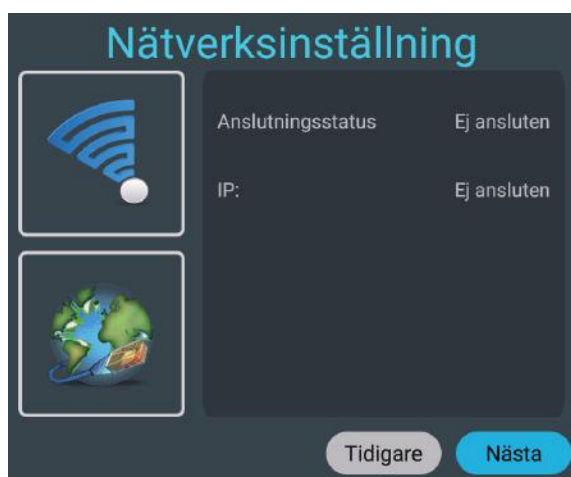 Nätverksinställning
Anslutningsstatus Ej ansluten
IP: Ej ansluten
Tidigare Nästa